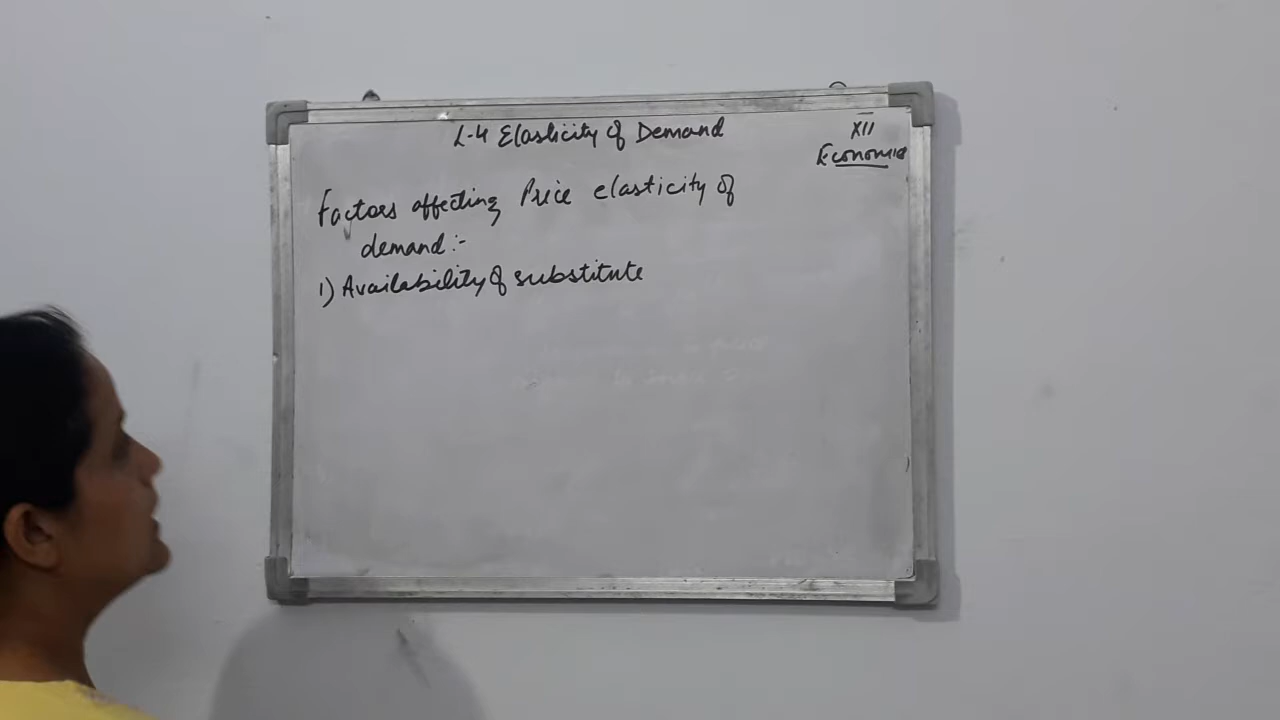 L-4 Elasticity of Demand
XII
Economics
Factors affecting Price elasticity of
demand :-
1) Availability of substitute